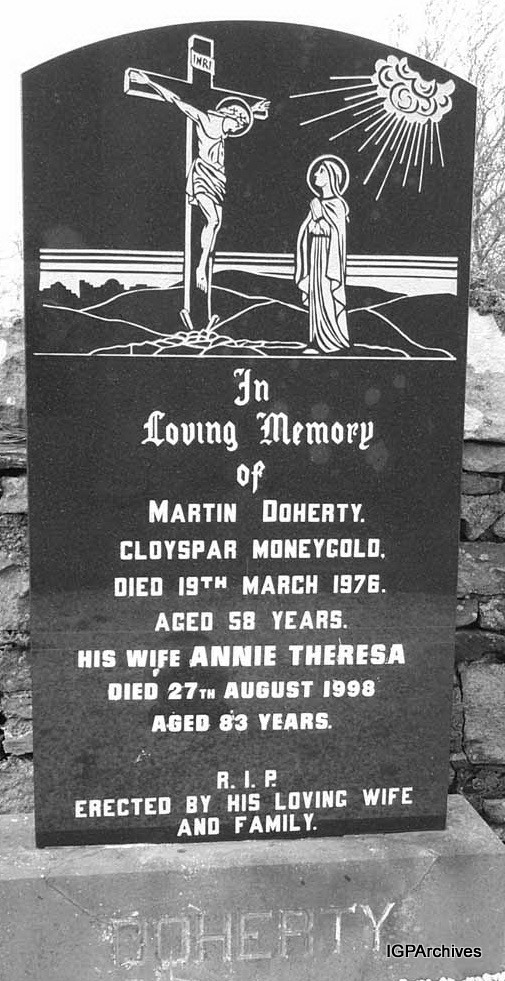 INRI
In
Loving Memory
of
MARTIN DOHERTY.
CLOYSPAR MONEYGOLD,
DIED 19TH MARCH 1976.
AGED 58 YEARS.
HIS WIFE ANNIE THERESA
DIED 27TH AUGUST 1998
AGED 83 YEARS.
R. I. P.
ERECTED BY HIS LOVING WIFE
AND FAMILY.
DOHERTY
IGPArchives